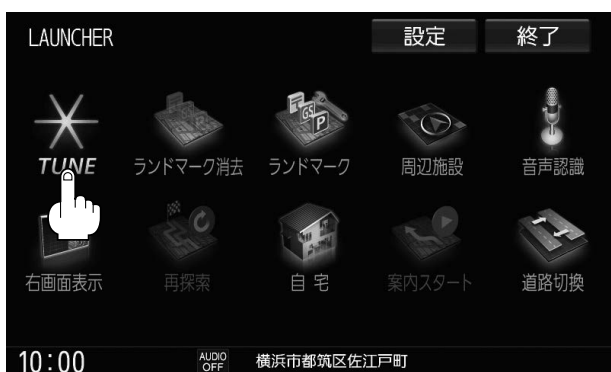 LAUNCHER 設定 終了
TUNE ランドマーク消去 ランドマーク 周辺施設 音声認識
GS
P
右画面表示 再探索 自宅 案内スタート 道路切換
10:00 AUDIO OFF 横浜市都筑区佐江戸町